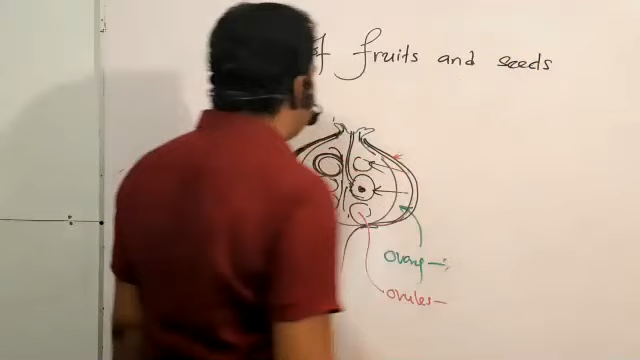 f fruits and seeds
Ovary →
Ovules —